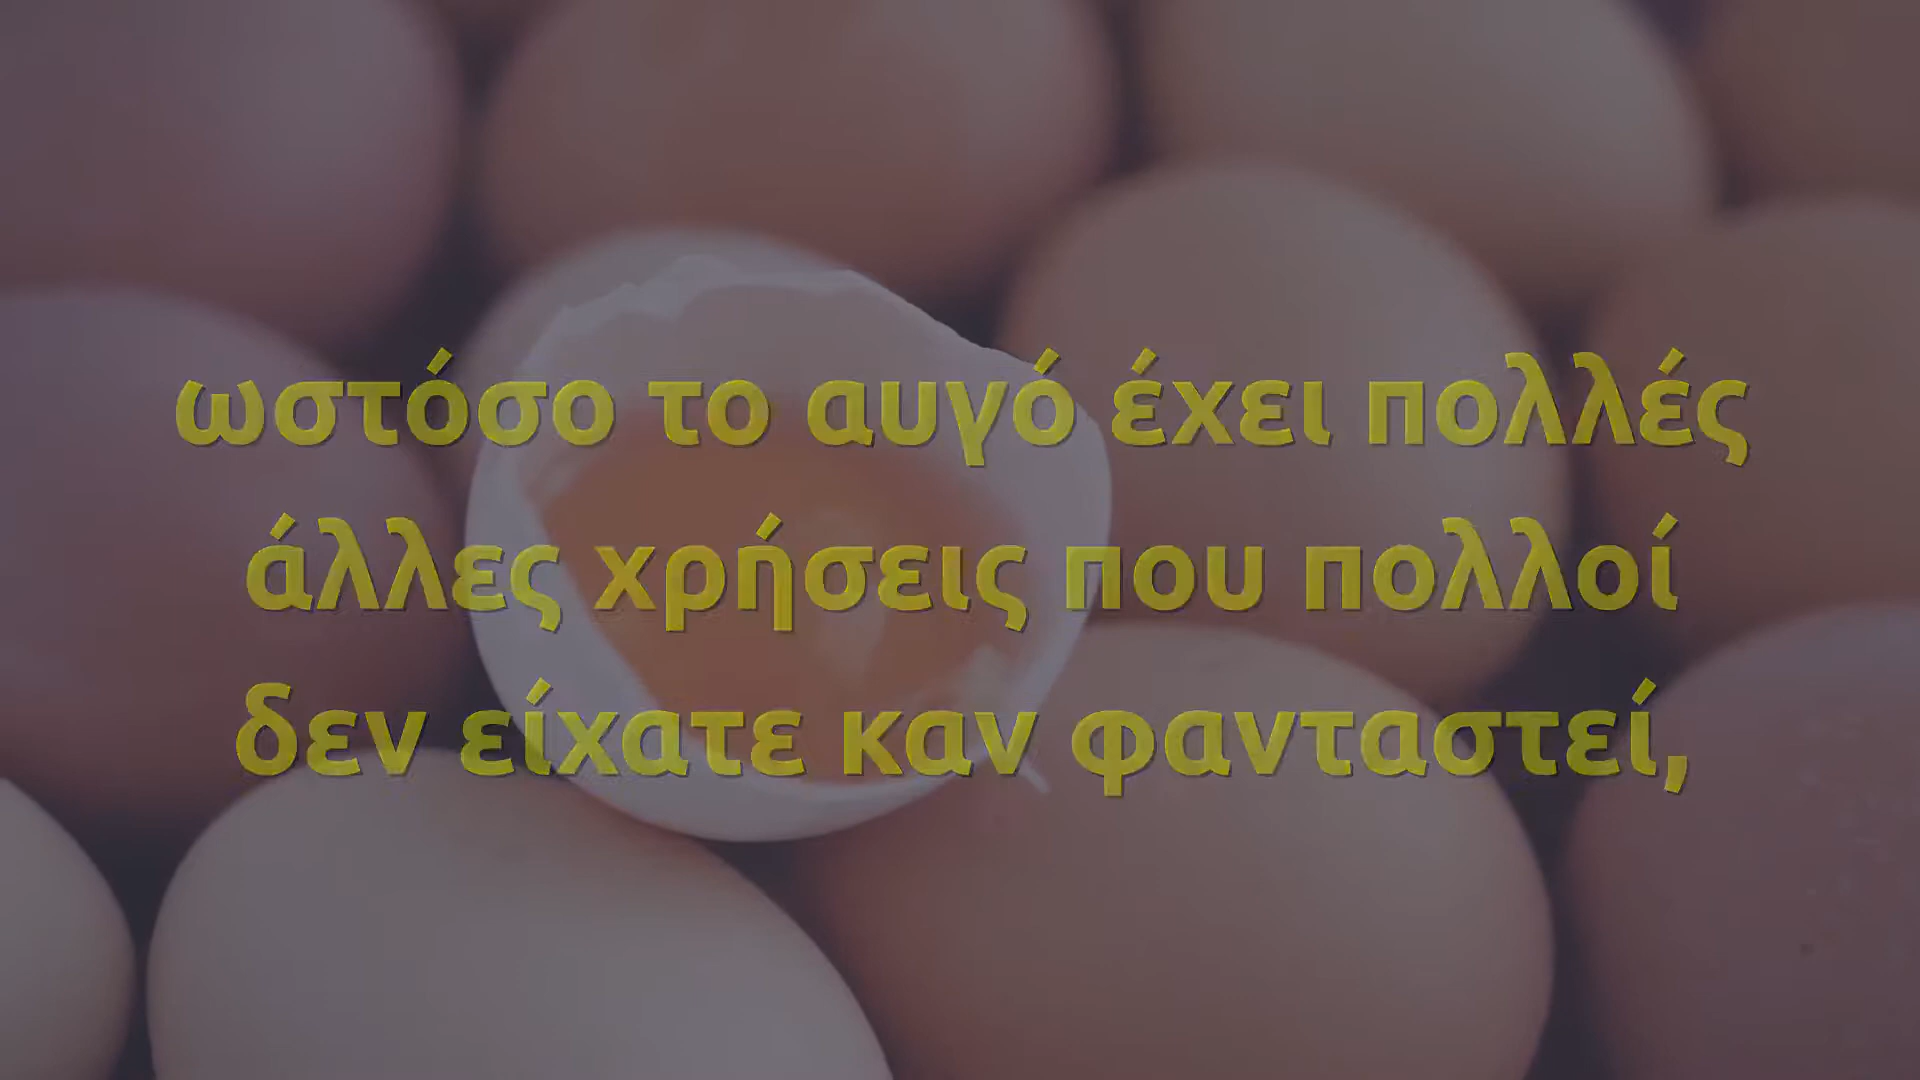 ωστόσο το αυγό έχει πολλές
άλλες χρήσεις που πολλοί
δεν είχατε καν φανταστεί,